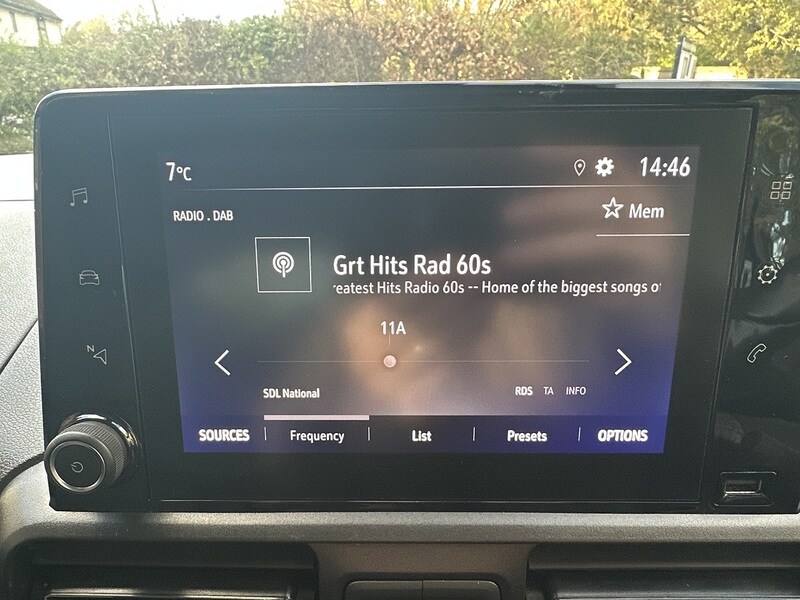 7°C 14:46
RADIO . DAB
Mem
Grt Hits Rad 60s
reatest Hits Radio 60s -- Home of the biggest songs o
11A
SDL National RDS TA INFO
SOURCES Frequency List Presets OPTIONS
N